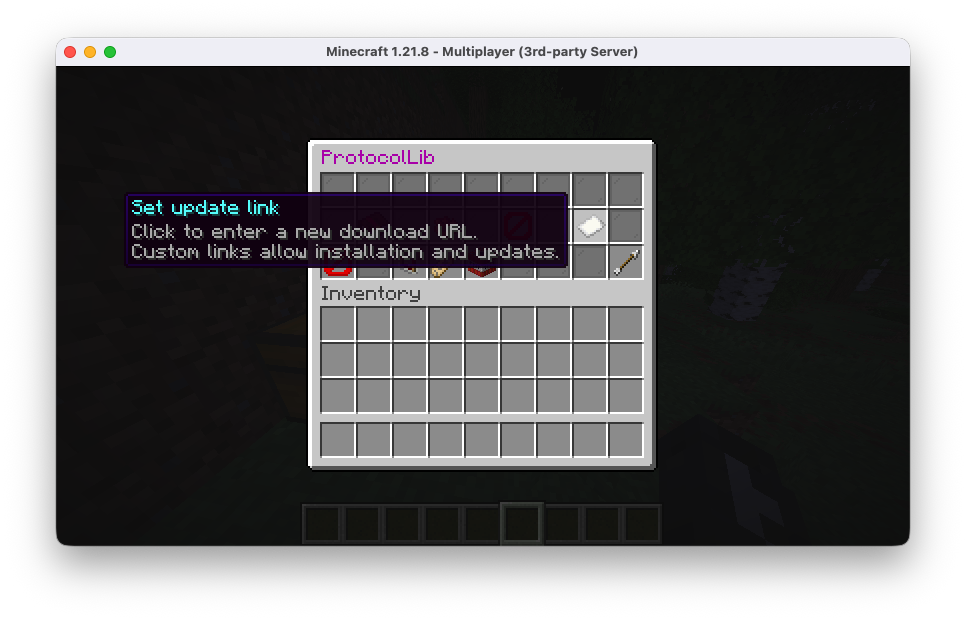 Minecraft 1.21.8 - Multiplayer (3rd-party Server)
ProtocolLib
Set update link
Click to enter a new download URL.
Custom links allow installation and updates.
Inventory